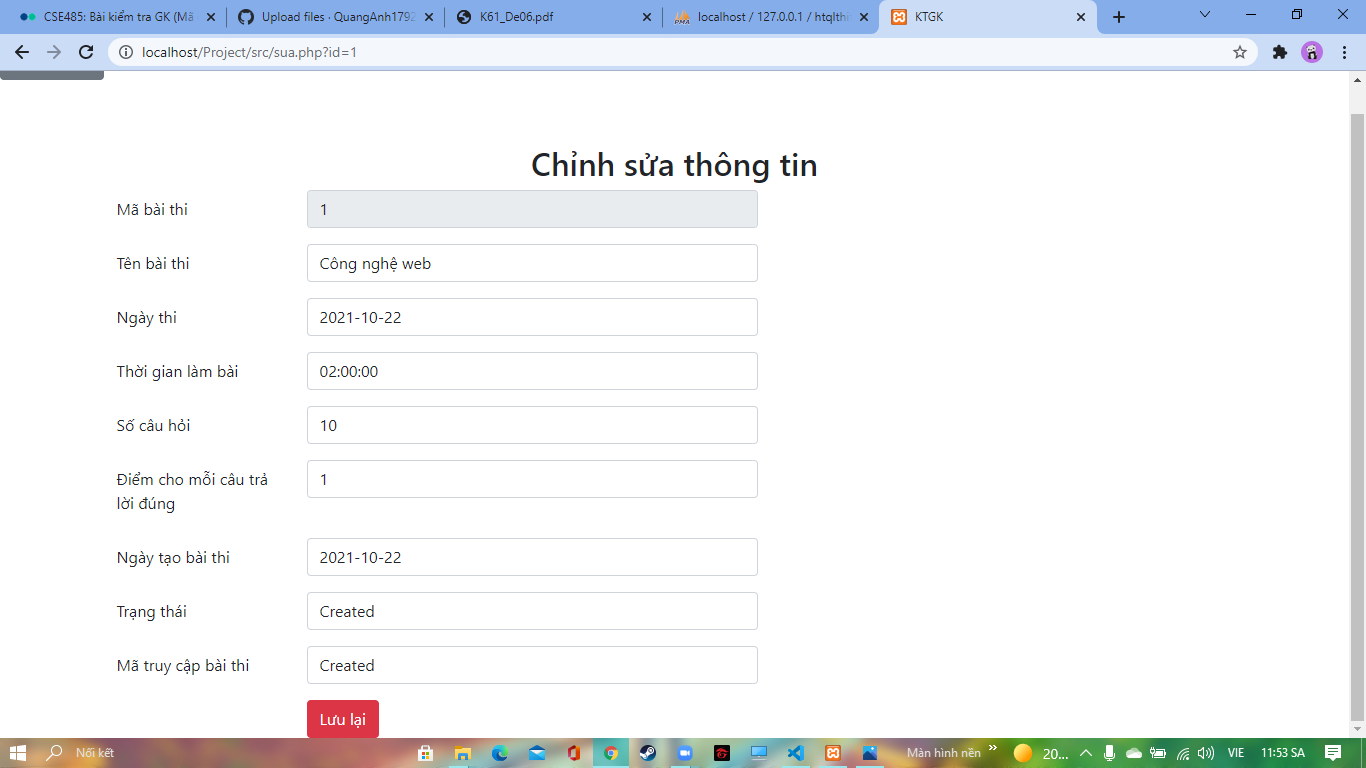 CSE485: Bài kiểm tra GK (Mã
Upload files · QuangAnh1792
K61_De06.pdf
localhost / 127.0.0.1 / htqlthi
KTGK
localhost/Project/src/sua.php?id=1
Chỉnh sửa thông tin
Mã bài thi
1
Tên bài thi
Công nghệ web
Ngày thi
2021-10-22
Thời gian làm bài
02:00:00
Số câu hỏi
10
Điểm cho mỗi câu trả
lời đúng
1
Ngày tạo bài thi
2021-10-22
Trạng thái
Created
Mã truy cập bài thi
Created
Lưu lại
Nối kết
Màn hình nền
20...
VIE
11:53 SA